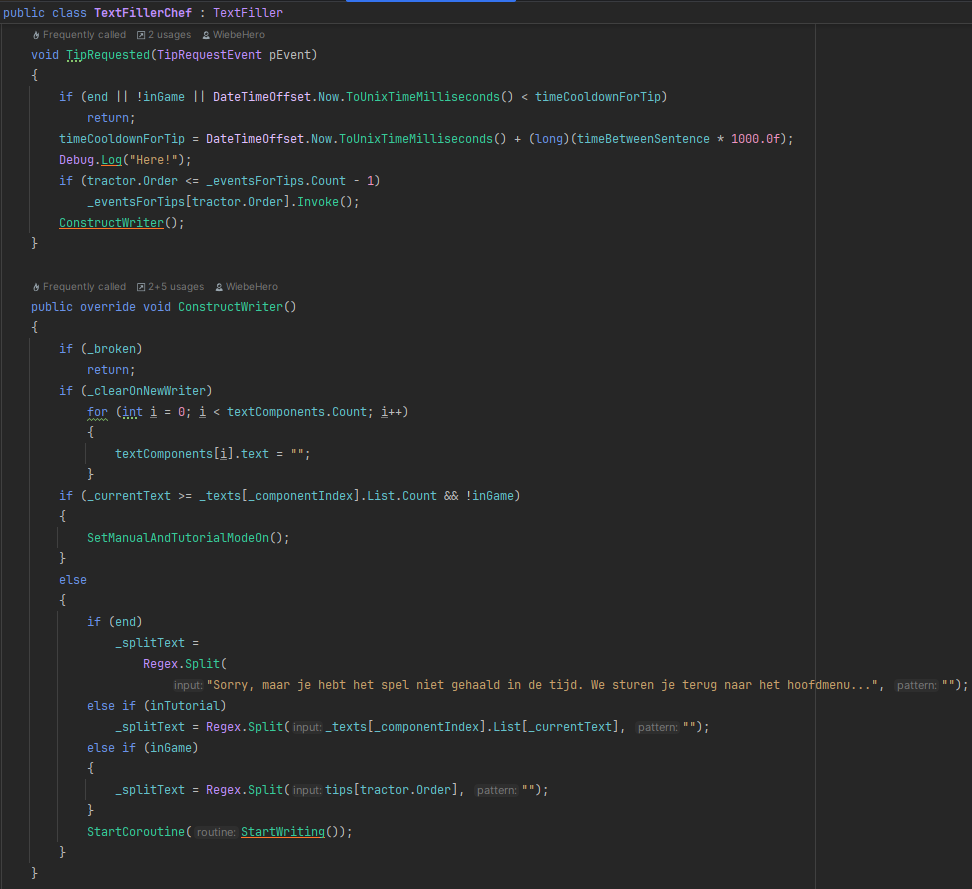 public class TextFillerChef : TextFiller
Frequently called 2 usages WiebeHero
void TipRequested(TipRequestEvent pEvent)
{
if (end || !inGame || DateTimeOffset.Now.ToUnixTimeMilliseconds() < timeCooldownForTip)
return;
timeCooldownForTip = DateTimeOffset.Now.ToUnixTimeMilliseconds() + (long)(timeBetweenSentence * 1000.0f);
Debug.Log("Here!");
if (tractor.Order <= _eventsForTips.Count - 1)
_eventsForTips[tractor.Order].Invoke();
ConstructWriter();
}
Frequently called 2+5 usages WiebeHero
public override void ConstructWriter()
{
if (_broken)
return;
if (_clearOnNewWriter)
for (int i = 0; i < textComponents.Count; i++)
{
textComponents[i].text = "";
}
if (_currentText >= _texts[_componentIndex].List.Count && !inGame)
{
SetManualAndTutorialModeOn();
}
else
{
if (end)
_splitText =
Regex.Split(
input: "Sorry, maar je hebt het spel niet gehaald in de tijd. We sturen je terug naar het hoofdmenu...", pattern: "");
else if (inTutorial)
_splitText = Regex.Split(input: _texts[_componentIndex].List[_currentText], pattern: "");
else if (inGame)
{
_splitText = Regex.Split(input: tips[tractor.Order], pattern: "");
}
StartCoroutine(routine: StartWriting());
}
}